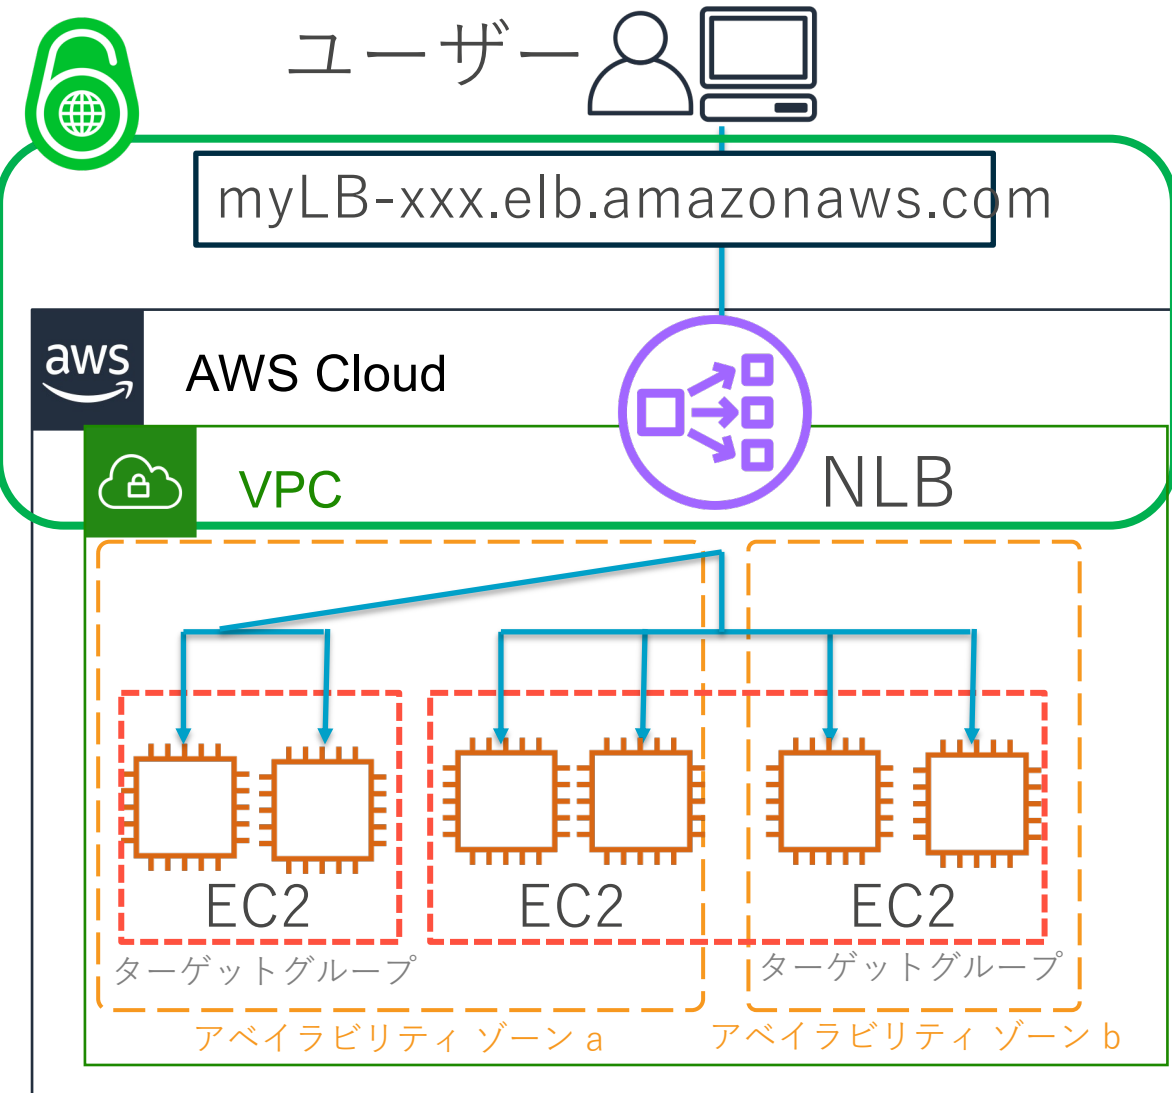 ユーザー
myLB-xxx.elb.amazonaws.com
aws
AWS Cloud
VPC
NLB
EC2
EC2
EC2
ターゲットグループ
ターゲットグループ
アベイラビリティ ゾーン a
アベイラビリティ ゾーン b